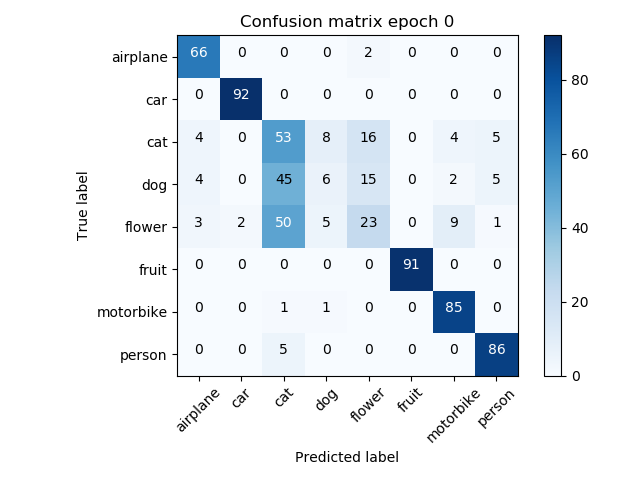 Confusion matrix epoch 0
True label
airplane 66 0 0 0 2 0 0 0
car 0 92 0 0 0 0 0 0
cat 4 0 53 8 16 0 4 5
dog 4 0 45 6 15 0 2 5
flower 3 2 50 5 23 0 9 1
fruit 0 0 0 0 0 91 0 0
motorbike 0 0 1 1 0 0 85 0
person 0 0 5 0 0 0 0 86
airplane car cat dog flower fruit motorbike person
Predicted label
80
60
40
20
0